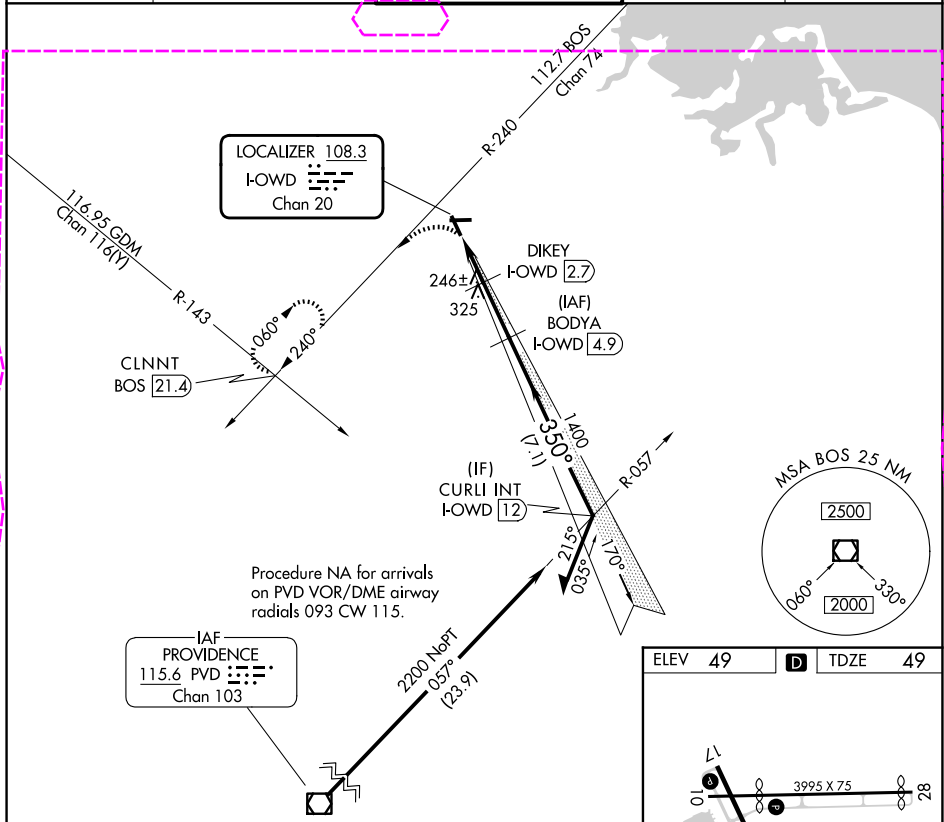 112.7 BOS
Chan 74
R-240
LOCALIZER 108.3
I-OWD
Chan 20
116.95 GDM
Chan 116(Y)
R-143
DIKEY
I-OWD 2.7
246±
325
(IAF)
BODYA
I-OWD 4.9
060°
240°
CLNNT
BOS 21.4
1400
350°
(7.1)
R-057
(IF)
CURLI INT
I-OWD 12
215°
035°
170°
MSA BOS 25 NM
2500
060°
330°
2000
Procedure NA for arrivals
on PVD VOR/DME airway
radials 093 CW 115.
IAF
PROVIDENCE
115.6 PVD
Chan 103
2200 NoPT
057°
(23.9)
ELEV 49 D TDZE 49
17
P
10
3995 X 75
P
28